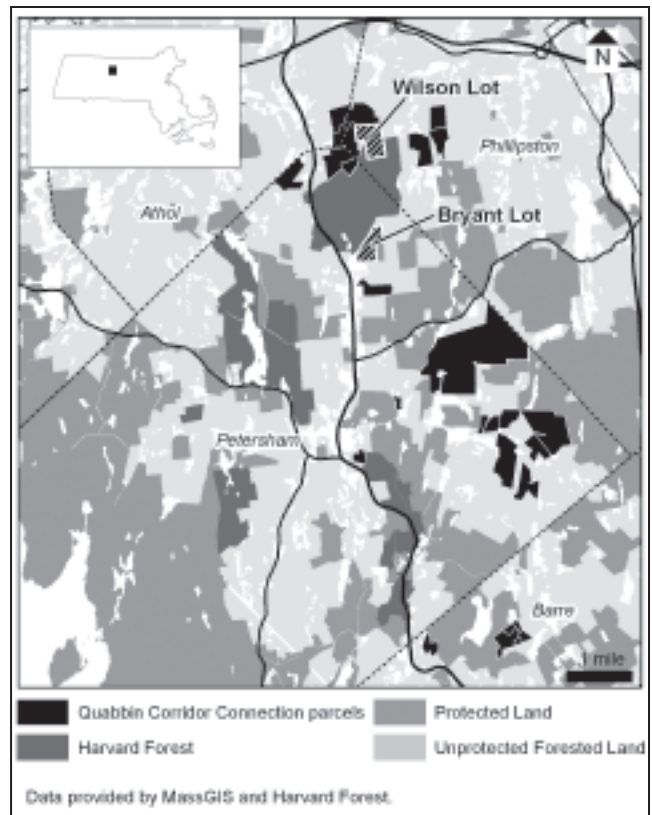 N
Wilson Lot
Phillipston
Athol
Bryant Lot
Petersham
Barre
1 mile
Quabbin Corridor Connection parcels
Protected Land
Harvard Forest
Unprotected Forested Land
Data provided by MassGIS and Harvard Forest.